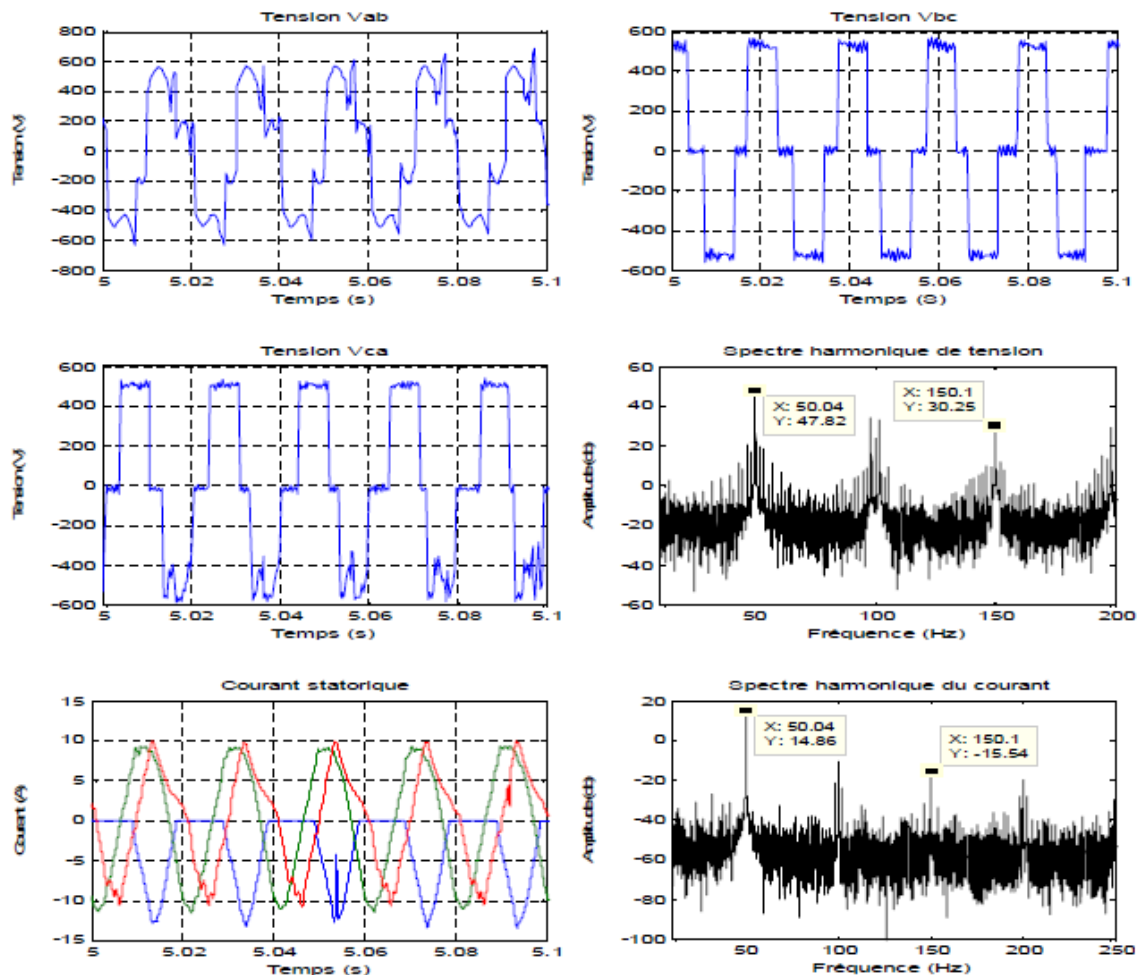 Tension Vab
Tension(V)
800
600
400
200
0
-200
-400
-600
-800
5 5.02 5.04 5.06 5.08 5.1
Temps (s)
Tension Vbc
Tension(V)
600
400
200
0
-200
-400
-600
5 5.02 5.04 5.06 5.08 5.1
Temps (S)
Tension Vca
Tension(V)
600
400
200
0
-200
-400
-600
5 5.02 5.04 5.06 5.08 5.1
Temps (s)
Spectre harmonique de tension
Amplitude(db)
60
40
20
0
-20
-40
-60
X: 50.04
Y: 47.82
X: 150.1
Y: 30.25
50 100 150 200
Fréquence (Hz)
Courant statorique
Courant (A)
15
10
5
0
-5
-10
-15
5 5.02 5.04 5.06 5.08 5.1
Temps (s)
Spectre harmonique du courant
Amplitude(db)
20
0
-20
-40
-60
-80
-100
X: 50.04
Y: 14.86
X: 150.1
Y: -15.54
50 100 150 200 250
Fréquence (Hz)